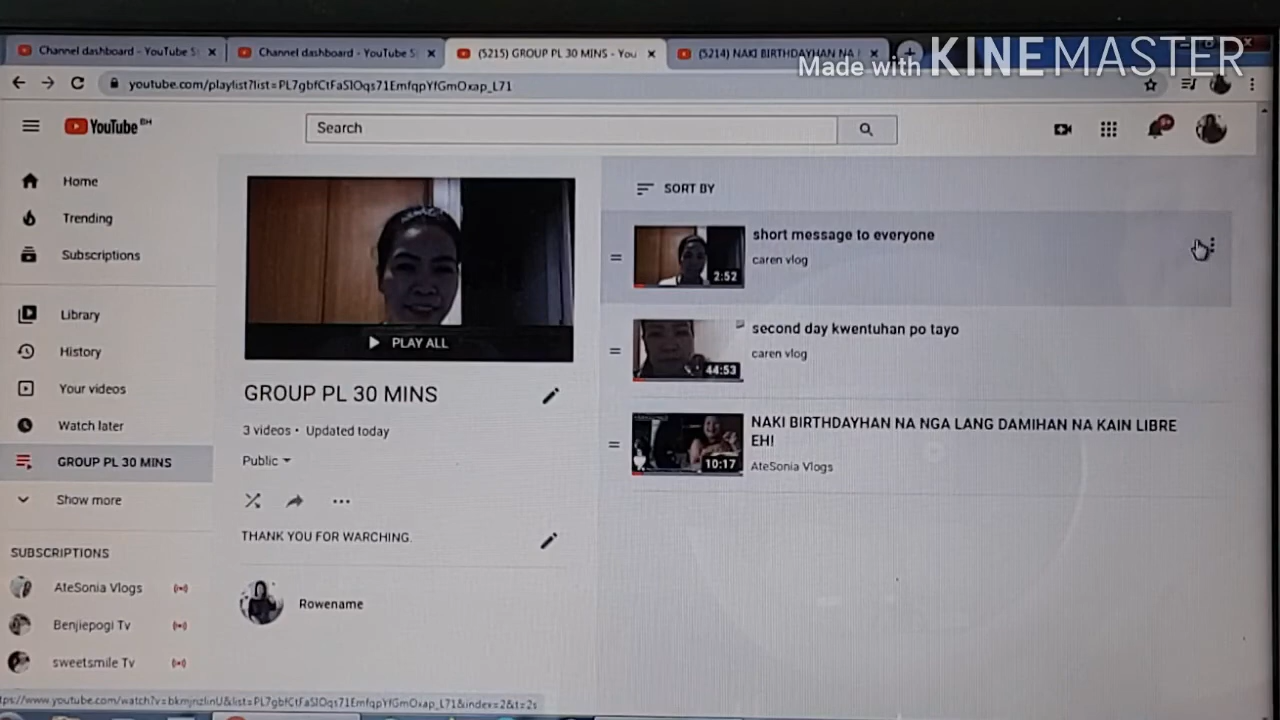 Channel dashboard - YouTube S
Channel dashboard - YouTube S
(5215) GROUP PL 30 MINS - You
(5214) NAKI BIRTHDAYHAN NA
Made with KINEMASTER
youtube.com/playlist?list=PL7gbfCtFaSlOqs71EmfqpYfGmOxap_L71
YouTube BH
Search
9+
Home
Trending
Subscriptions
Library
History
Your videos
Watch later
GROUP PL 30 MINS
Show more
SUBSCRIPTIONS
AteSonia Vlogs
Benjiepogi Tv
sweetsmile Tv
PLAY ALL
GROUP PL 30 MINS
3 videos • Updated today
Public
THANK YOU FOR WARCHING.
Rowename
SORT BY
short message to everyone
caren vlog
2:52
second day kwentuhan po tayo
caren vlog
44:53
NAKI BIRTHDAYHAN NA NGA LANG DAMIHAN NA KAIN LIBRE
EH!
AteSonia Vlogs
10:17